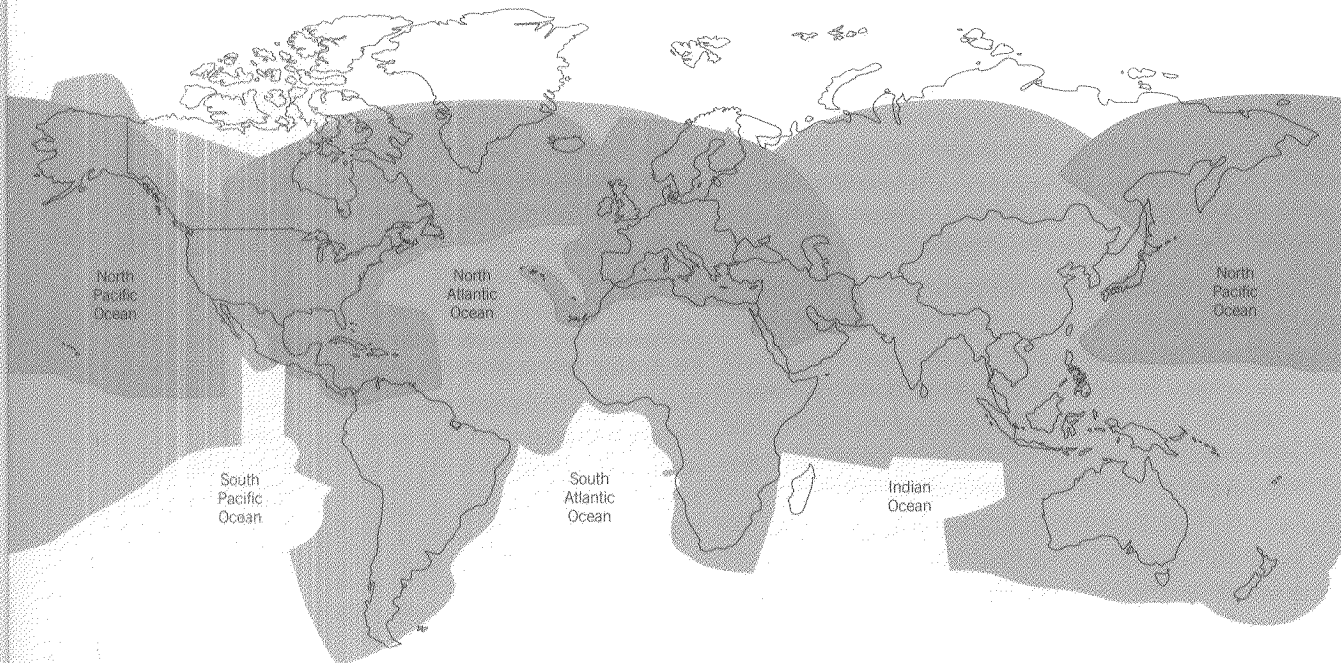 North
Pacific
Ocean
North
Atlantic
Ocean
North
Pacific
Ocean
South
Pacific
Ocean
South
Atlantic
Ocean
Indian
Ocean